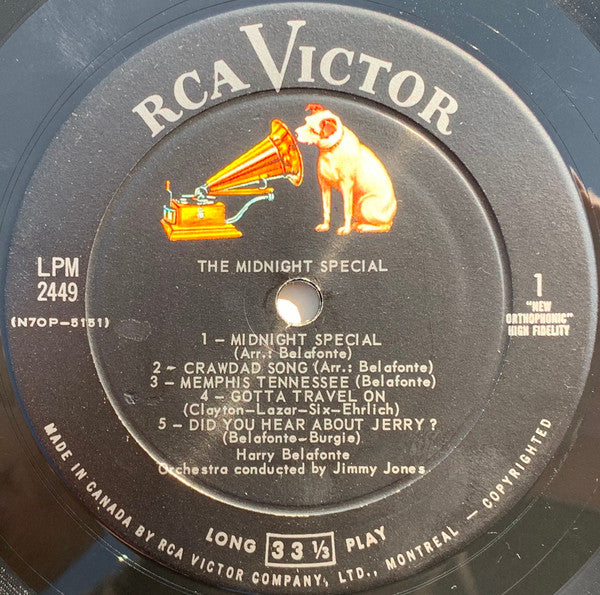 RCA VICTOR
THE MIDNIGHT SPECIAL
LPM
2449
(N7OP-5151)
1
"NEW
ORTHOPHONIC"
HIGH FIDELITY
1 - MIDNIGHT SPECIAL
(Arr.: Belafonte)
2 - CRAWDAD SONG (Arr.: Belafonte)
3 - MEMPHIS TENNESSEE (Belafonte)
4 - GOTTA TRAVEL ON
(Clayton-Lazar-Six-Ehrlich)
5 - DID YOU HEAR ABOUT JERRY?
(Belafonte-Burgie)
Harry Belafonte
Orchestra conducted by Jimmy Jones
LONG 33⅓ PLAY
MADE IN CANADA BY RCA VICTOR COMPANY, LTD., MONTREAL - COPYRIGHTED